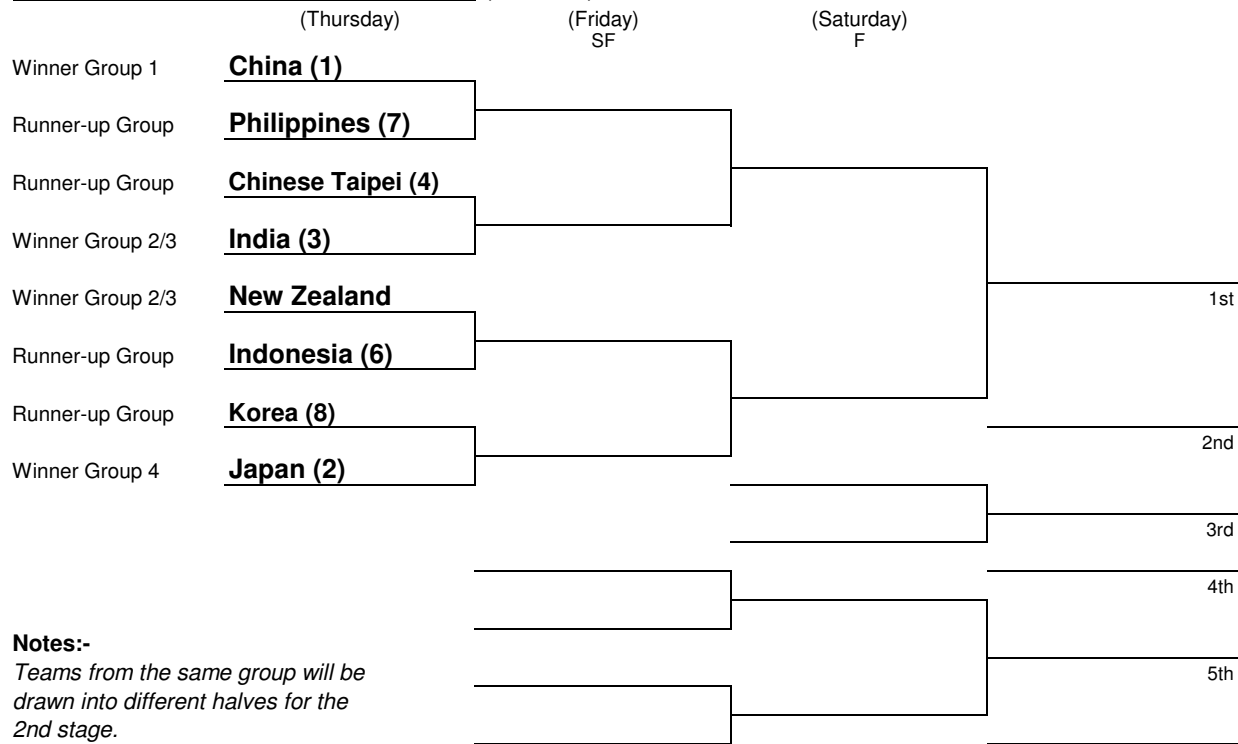 (Thursday) (Friday) (Saturday)
SF F
Winner Group 1 China (1)
Runner-up Group Philippines (7)
Runner-up Group Chinese Taipei (4)
Winner Group 2/3 India (3)
Winner Group 2/3 New Zealand
1st
Runner-up Group Indonesia (6)
Runner-up Group Korea (8)
2nd
Winner Group 4 Japan (2)
3rd
4th
Notes:-
Teams from the same group will be
5th
drawn into different halves for the
2nd stage.